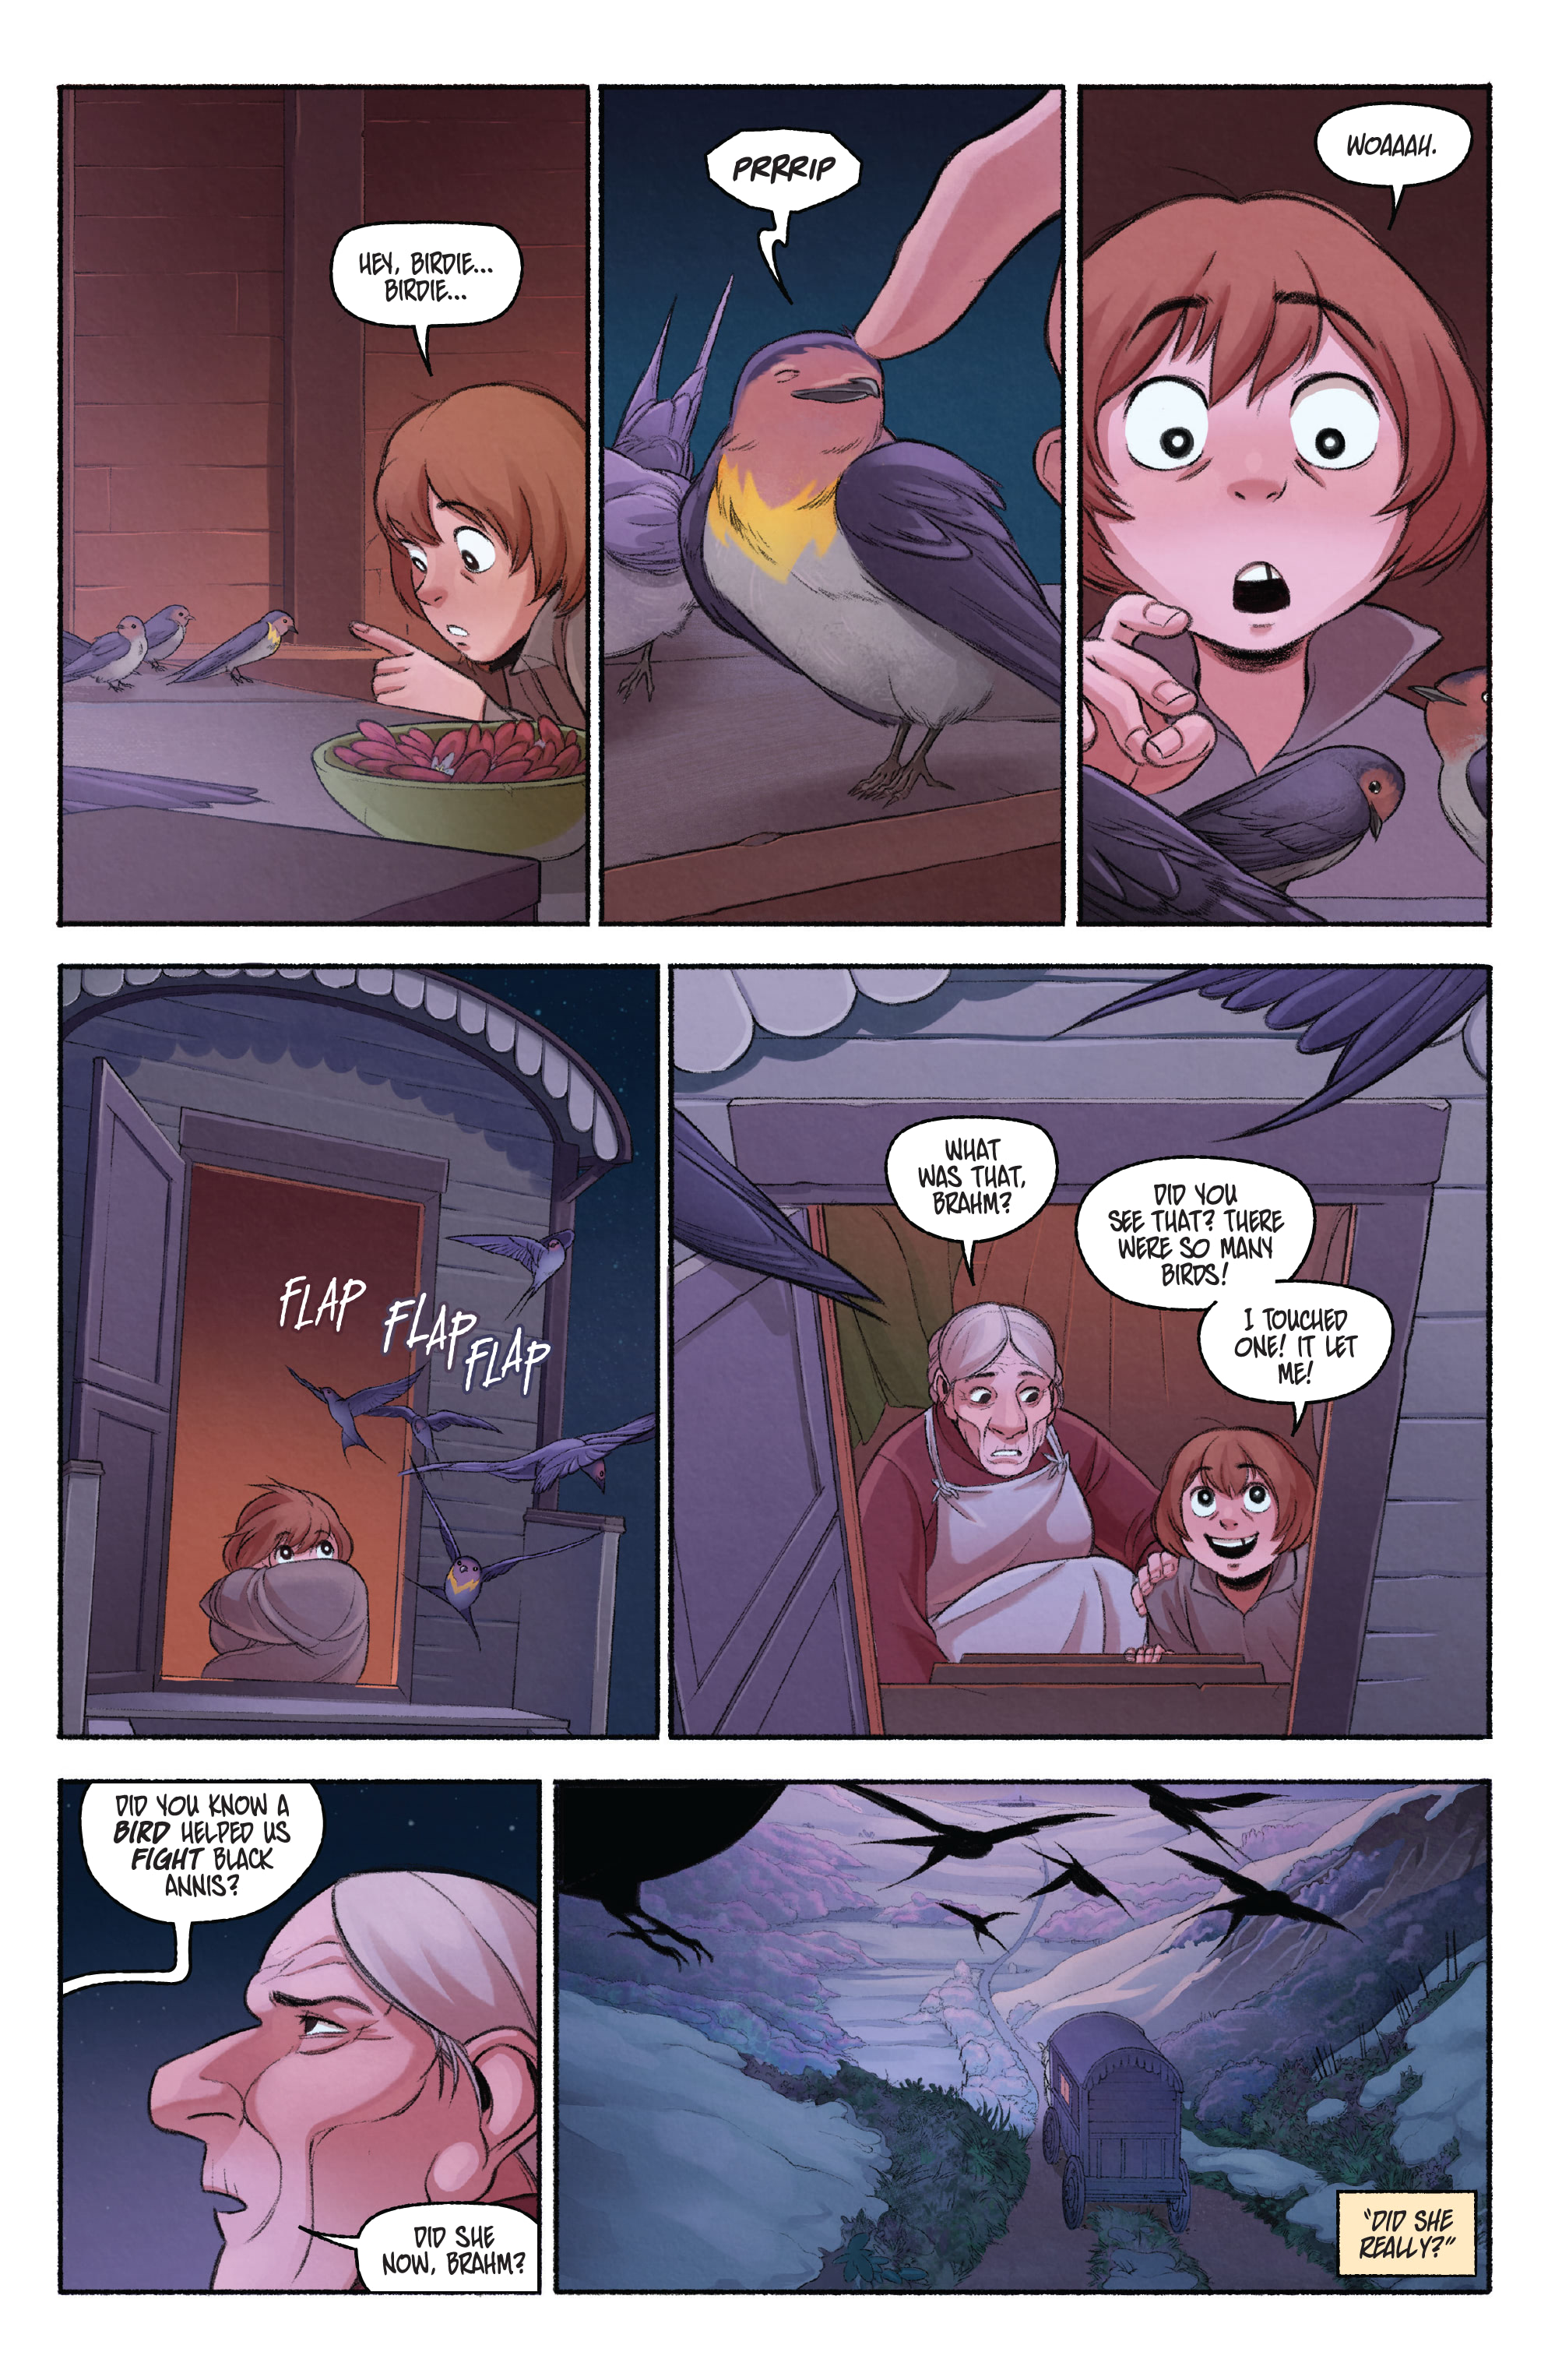 HEY, BIRDIE...
BIRDIE...
PRRRIP
WOAAAH.
FLAP
FLAP
FLAP
WHAT
WAS THAT,
BRAHM?
DID YOU
SEE THAT? THERE
WERE SO MANY
BIRDS!
I TOUCHED
ONE! IT LET
ME!
DID YOU KNOW A
BIRD HELPED US
FIGHT BLACK
ANNIS?
DID SHE
NOW, BRAHM?
"DID SHE
REALLY?"